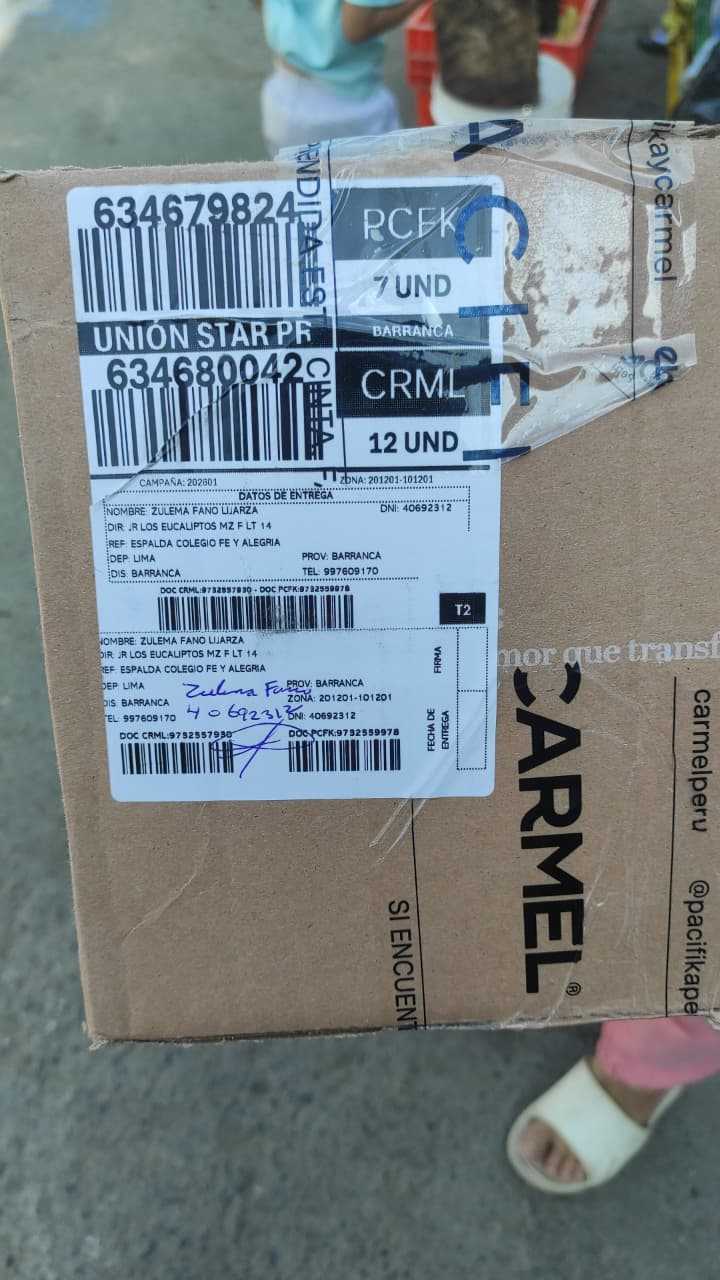 634679824
PCFK
7 UND
UNIÓN STAR PR
BARRANCA
634680042
CRML
12 UND
CAMPAÑA: 202601
ZONA: 201201-101201
DATOS DE ENTREGA
NOMBRE: ZULEMA FANO LIJARZA DNI: 40692312
DIR: JR LOS EUCALIPTOS MZ F LT 14
REF: ESPALDA COLEGIO FE Y ALEGRIA
DEP: LIMA PROV: BARRANCA
DIS: BARRANCA TEL: 997609170
DOC CRML:9732557930 - DOC PCFK:9732559978
T2
NOMBRE: ZULEMA FANO LIJARZA
DIR: JR LOS EUCALIPTOS MZ F LT 14
REF: ESPALDA COLEGIO FE Y ALEGRIA
DEP: LIMA PROV: BARRANCA
DIS: BARRANCA ZONA: 201201-101201
TEL: 997609170 DNI: 40692312
Zulema Fano
40692312
DOC CRML:9732557930 DOC PCFK:9732559978
FIRMA
FECHA DE
ENTREGA
CINTA
mor que transf
CARMEL®
carmelperu
@pacifikape
SI ENCUENT
kaycarmel